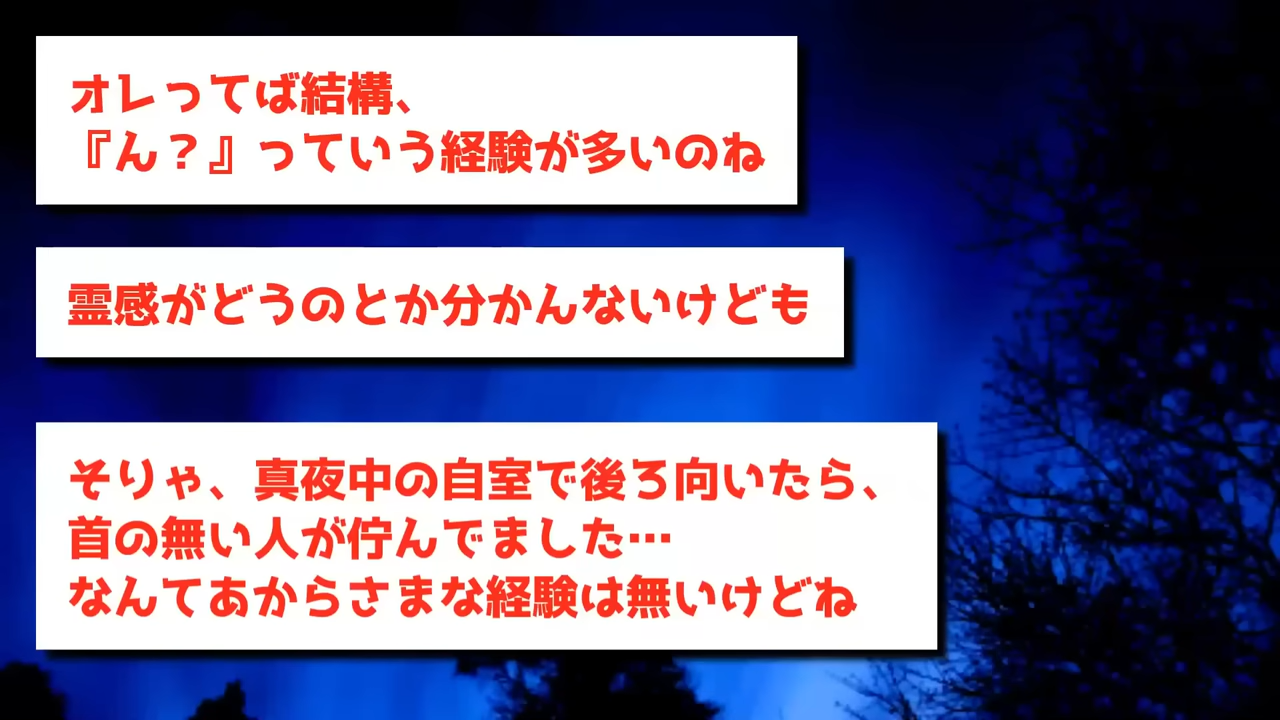 オレってば結構、
『ん？』っていう経験が多いのね
霊感がどうのとか分かんないけども
そりゃ、真夜中の自室で後ろ向いたら、
首の無い人が佇んでました…
なんてあからさまな経験は無いけどね